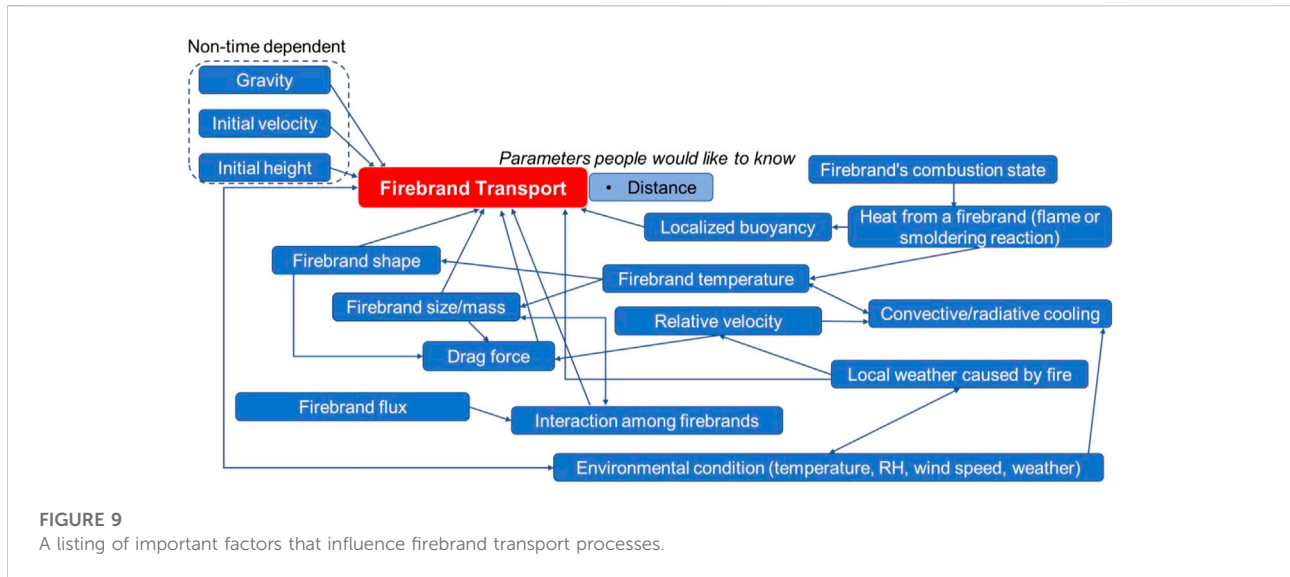 Non-time dependent
Gravity
Initial velocity
Initial height
Parameters people would like to know
Firebrand Transport
• Distance
Firebrand's combustion state
Localized buoyancy
Heat from a firebrand (flame or
smoldering reaction)
Firebrand shape
Firebrand temperature
Firebrand size/mass
Relative velocity
Convective/radiative cooling
Drag force
Local weather caused by fire
Firebrand flux
Interaction among firebrands
Environmental condition (temperature, RH, wind speed, weather)
FIGURE 9
A listing of important factors that influence firebrand transport processes.